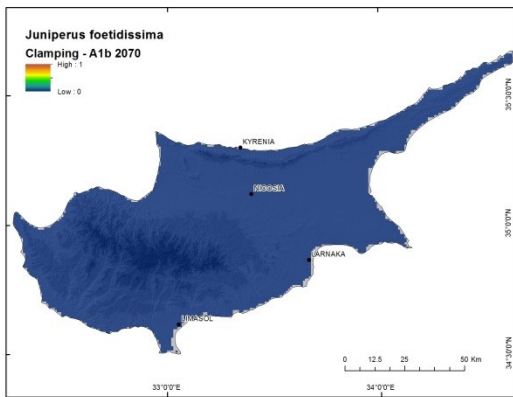 Juniperus foetidissima
Clamping - A1b 2070
High : 1
Low : 0
KYRENIA
NICOSIA
LARNAKA
LIMASOL
35°30'0"N
35°0'0"N
34°30'0"N
0 12.5 25 50 Km
33°0'0"E 34°0'0"E